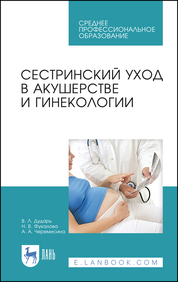 СРЕДНЕЕ
ПРОФЕССИОНАЛЬНОЕ
ОБРАЗОВАНИЕ
СЕСТРИНСКИЙ УХОД
В АКУШЕРСТВЕ
И ГИНЕКОЛОГИИ
В. Л. Дударь
Н. В. Фукалова
А. А. Черемисина
ЛАНЬ
E.LANBOOK.COM